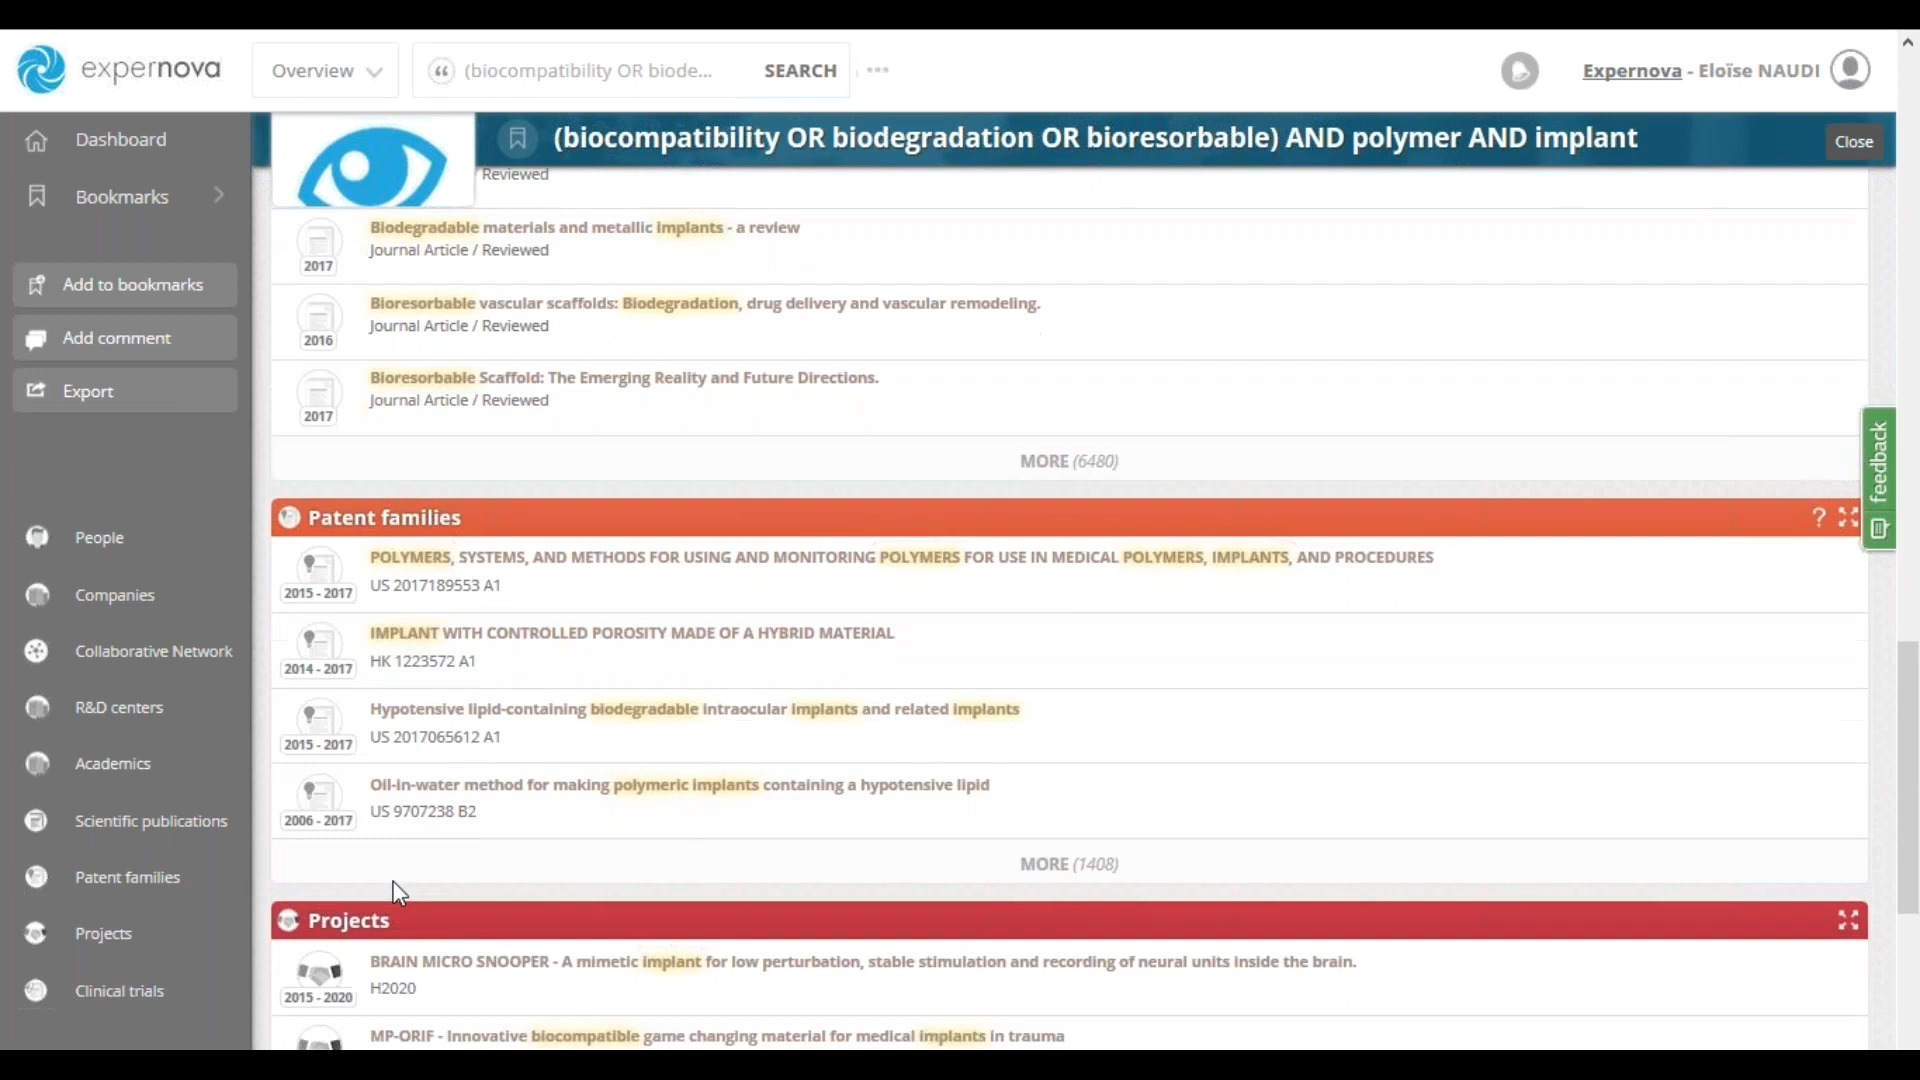 expernova
Overview
(biocompatibility OR biode...
SEARCH
Expernova - Eloïse NAUDI
Dashboard
Bookmarks
Add to bookmarks
Add comment
Export
People
Companies
Collaborative Network
R&D centers
Academics
Scientific publications
Patent families
Projects
Clinical trials
(biocompatibility OR biodegradation OR bioresorbable) AND polymer AND implant
Close
/ Reviewed
Biodegradable materials and metallic implants - a review
Journal Article / Reviewed
2017
Bioresorbable vascular scaffolds: Biodegradation, drug delivery and vascular remodeling.
Journal Article / Reviewed
2016
Bioresorbable Scaffold: The Emerging Reality and Future Directions.
Journal Article / Reviewed
2017
MORE (6480)
feedback
Patent families
?
POLYMERS, SYSTEMS, AND METHODS FOR USING AND MONITORING POLYMERS FOR USE IN MEDICAL POLYMERS, IMPLANTS, AND PROCEDURES
2015 - 2017 US 2017189553 A1
IMPLANT WITH CONTROLLED POROSITY MADE OF A HYBRID MATERIAL
2014 - 2017 HK 1223572 A1
Hypotensive lipid-containing biodegradable intraocular implants and related implants
2015 - 2017 US 2017065612 A1
Oil-in-water method for making polymeric implants containing a hypotensive lipid
2006 - 2017 US 9707238 B2
MORE (1408)
Projects
BRAIN MICRO SNOOPER - A mimetic implant for low perturbation, stable stimulation and recording of neural units inside the brain.
2015 - 2020 H2020
MP-ORIF - Innovative biocompatible game changing material for medical implants in trauma